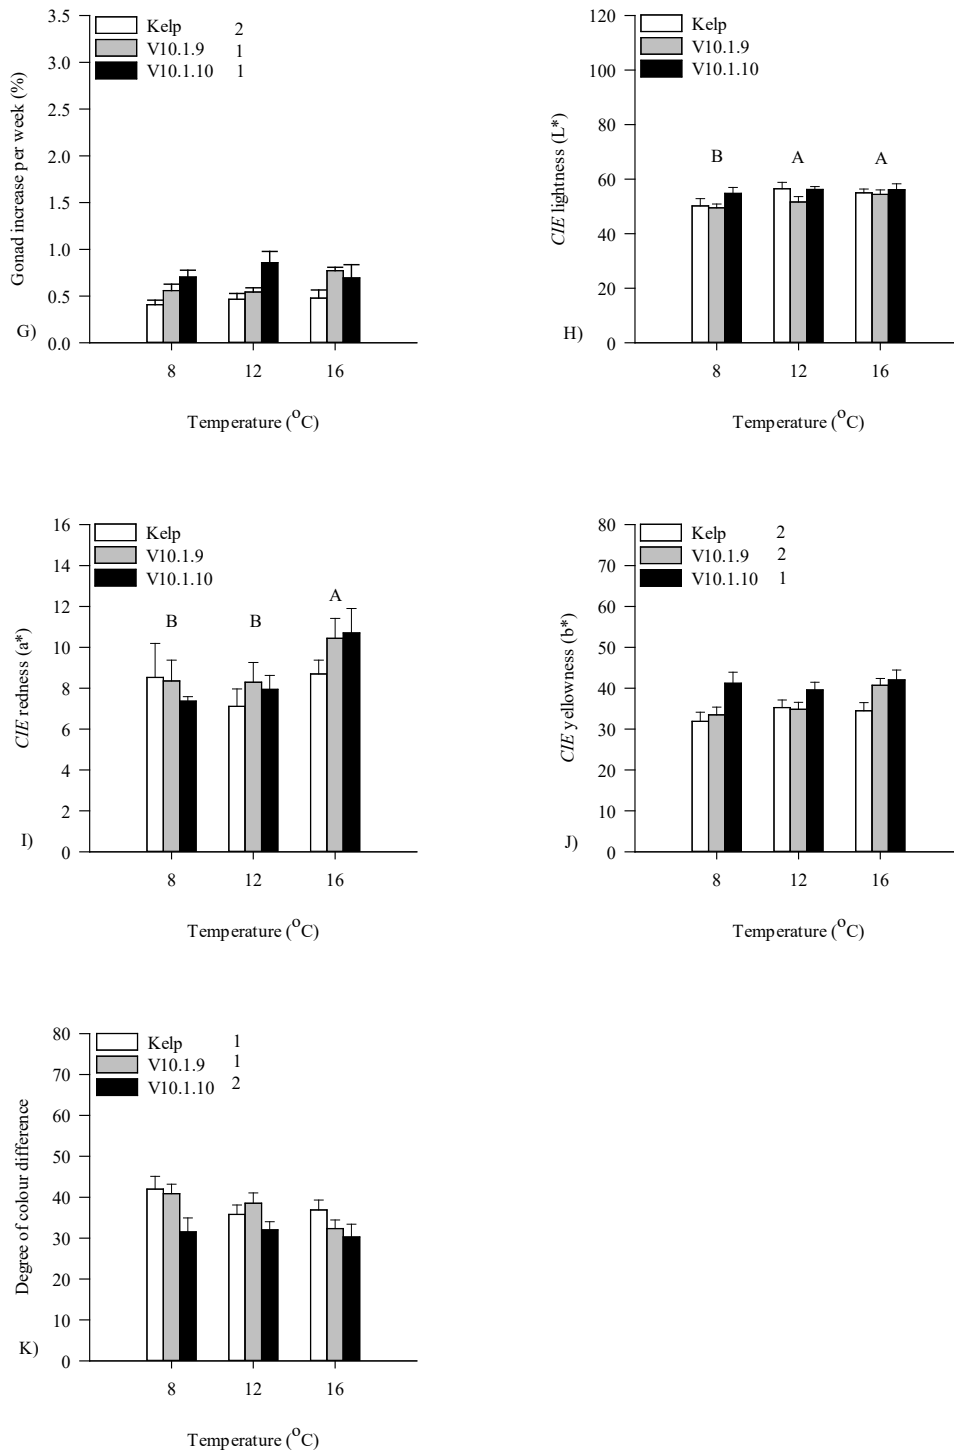 Gonad increase per week (%)
3.5
3.0
2.5
2.0
1.5
1.0
0.5
0.0
Kelp 2
V10.1.9 1
V10.1.10 1
G)
8 12 16
Temperature (°C)
CIE lightness (L*)
120
100
80
60
40
20
0
Kelp
V10.1.9
V10.1.10
B A A
H)
8 12 16
Temperature (°C)
CIE redness (a*)
16
14
12
10
8
6
4
2
0
Kelp
V10.1.9
V10.1.10
B B A
I)
8 12 16
Temperature (°C)
CIE yellowness (b*)
80
70
60
50
40
30
20
10
0
Kelp 2
V10.1.9 2
V10.1.10 1
J)
8 12 16
Temperature (°C)
Degree of colour difference
80
70
60
50
40
30
20
10
0
Kelp 1
V10.1.9 1
V10.1.10 2
K)
8 12 16
Temperature (°C)